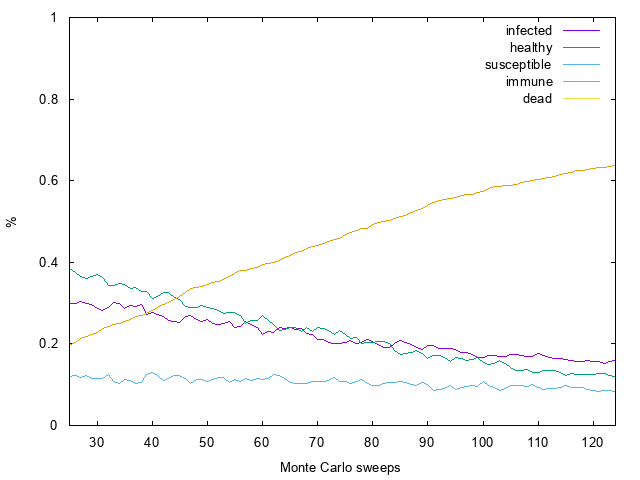 1
0.8
0.6
0.4
0.2
0
%
infected
healthy
susceptible
immune
dead
30 40 50 60 70 80 90 100 110 120
Monte Carlo sweeps